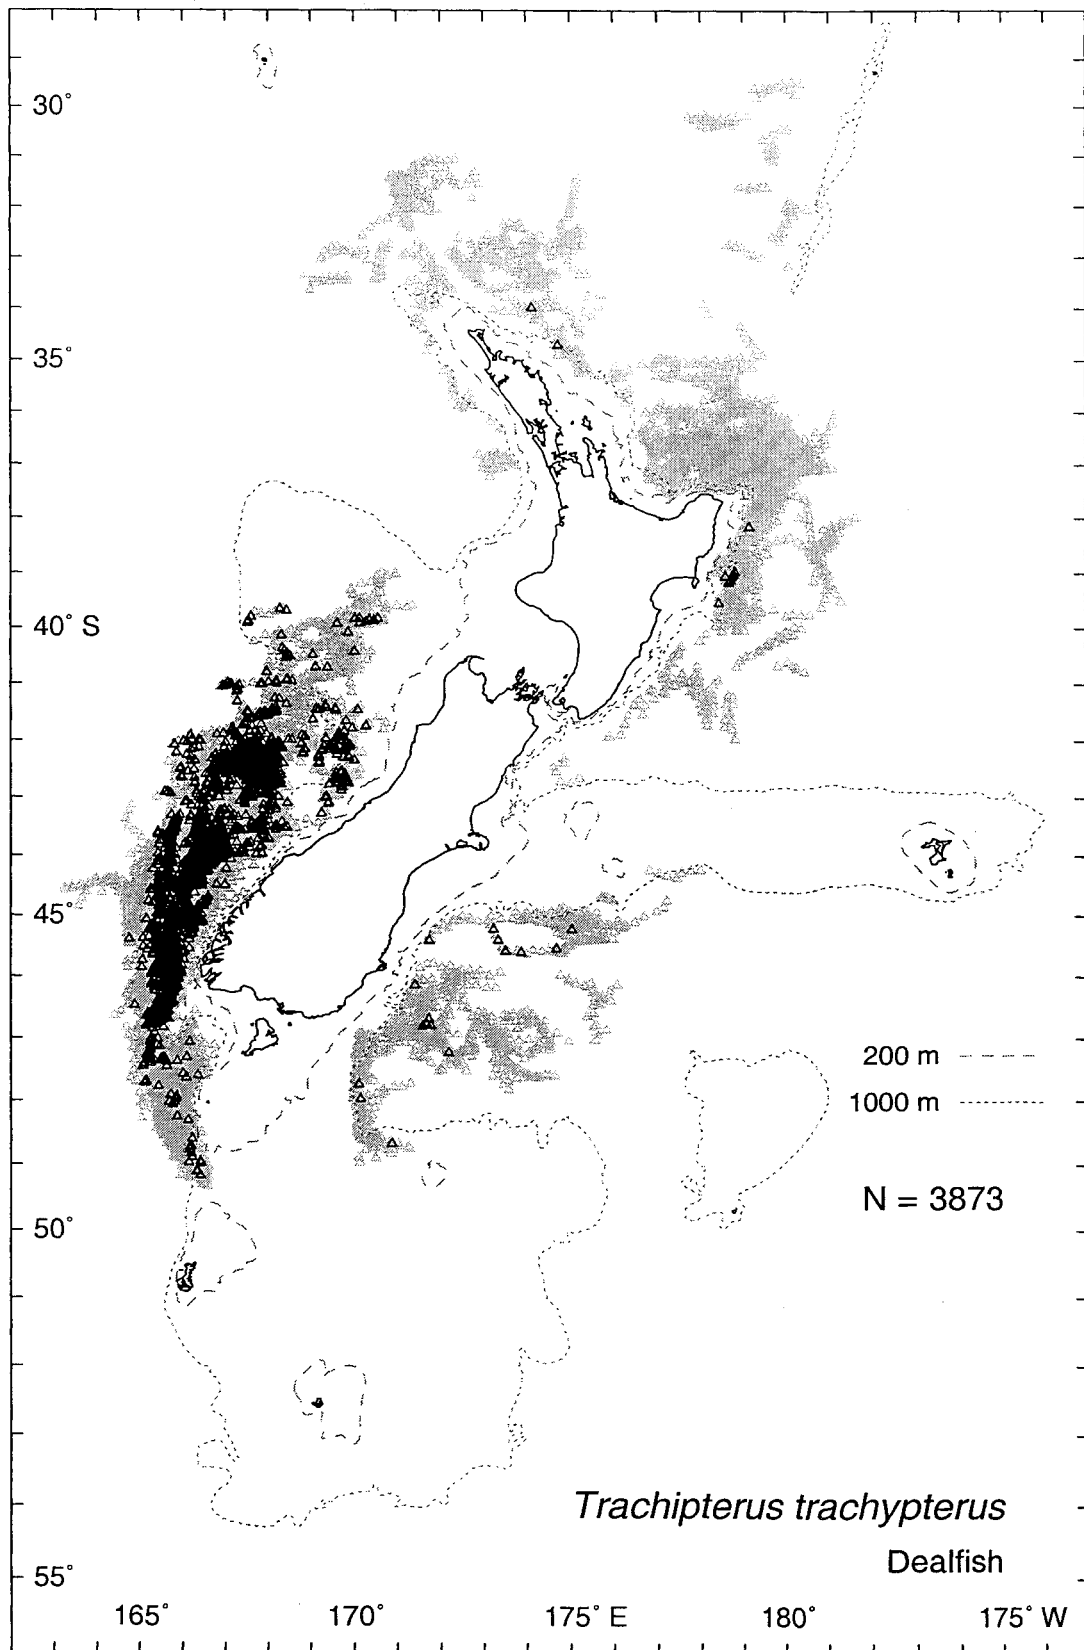 30°
35°
40° S
45°
200 m
1000 m
N = 3873
50°
Trachipterus trachypterus
Dealfish
55°
165° 170° 175° E 180° 175° W